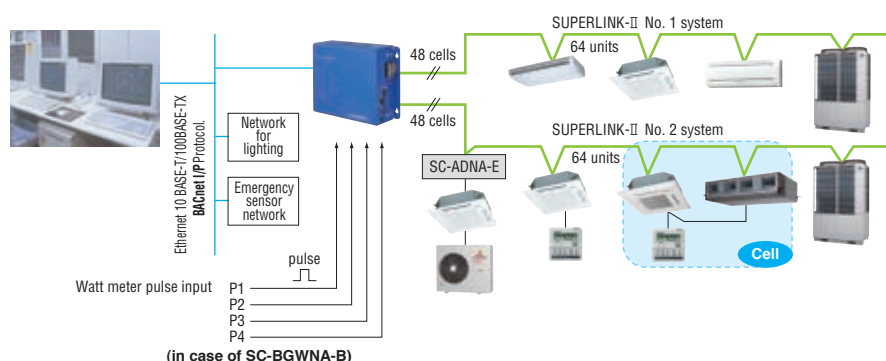 SUPERLINK-II No. 1 system
48 cells
64 units
48 cells
SUPERLINK-II No. 2 system
64 units
SC-ADNA-E
Cell
Ethernet 10 BASE-T/100BASE-TX
BACnet I/P Protocol.
Network
for
lighting
Emergency
sensor
network
pulse
Watt meter pulse input
P1
P2
P3
P4
(in case of SC-BGWNA-B)